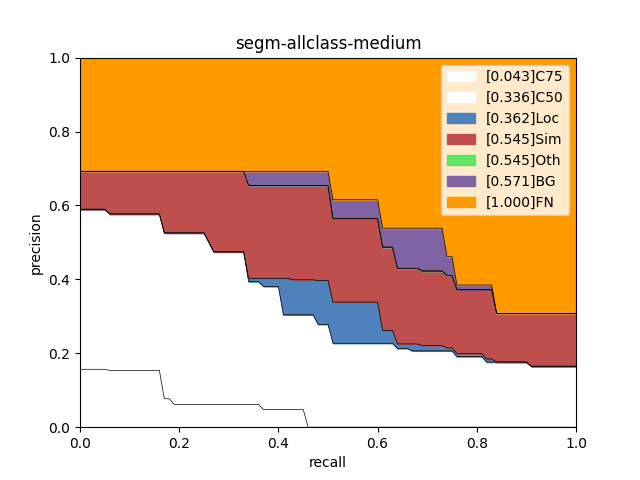 segm-allclass-medium
1.0
0.8
0.6
0.4
0.2
0.0
precision
[0.043]C75
[0.336]C50
[0.362]Loc
[0.545]Sim
[0.545]Oth
[0.571]BG
[1.000]FN
0.0 0.2 0.4 0.6 0.8 1.0
recall